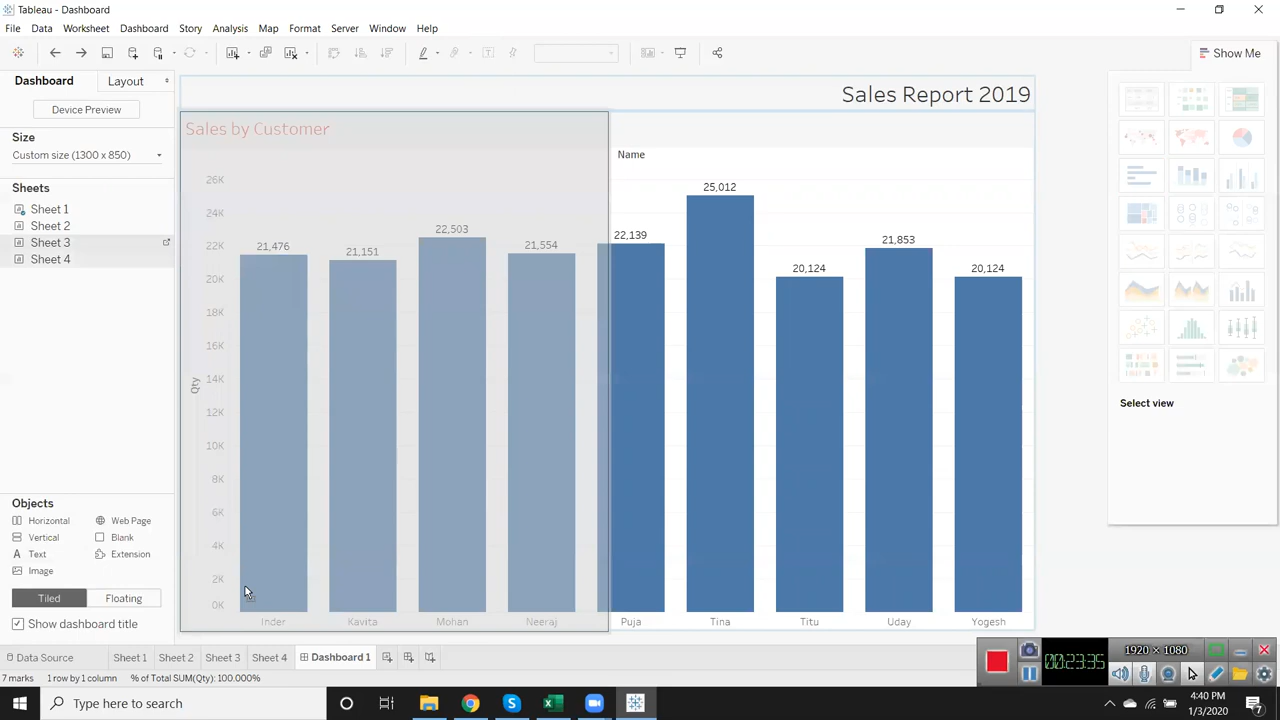 Tableau - Dashboard
File Data Worksheet Dashboard Story Analysis Map Format Server Window Help
Dashboard Layout
Show Me
Device Preview
Size
Custom size (1300 x 850)
Sheets
Sheet 1
Sheet 2
Sheet 3
Sheet 4
Objects
Horizontal Web Page
Vertical Blank
Text Extension
Image
Tiled Floating
Show dashboard title
Sales Report 2019
Sales by Customer
Name
26K
24K
22K
20K
18K
16K
14K
12K
10K
8K
6K
4K
2K
0K
Qty
21,476 21,151 22,503 21,554 22,139 25,012 20,124 21,853 20,124
Inder Kavita Mohan Neeraj Puja Tina Titu Uday Yogesh
Select view
Data Source Sheet 1 Sheet 2 Sheet 3 Sheet 4 Dashboard 1
7 marks 1 row by 1 column % of Total SUM(Qty): 100.000%
00:23:35
1920 × 1080
Type here to search
4:40 PM
1/3/2020
7